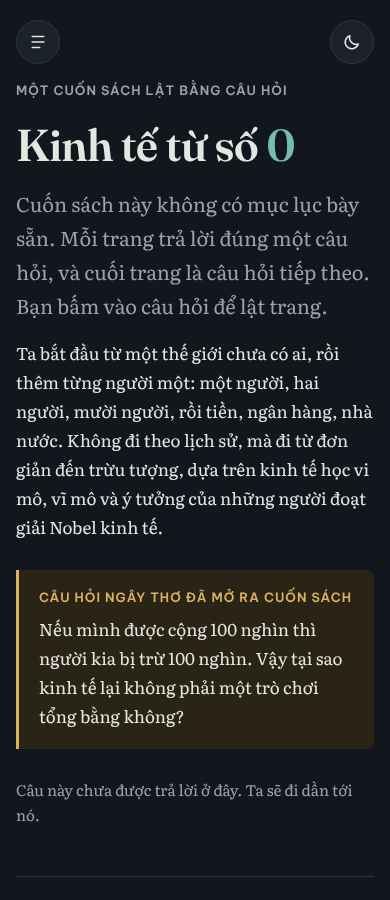 MỘT CUỐN SÁCH LẬT BẰNG CÂU HỎI
Kinh tế từ số 0
Cuốn sách này không có mục lục bày
sẵn. Mỗi trang trả lời đúng một câu
hỏi, và cuối trang là câu hỏi tiếp theo.
Bạn bấm vào câu hỏi để lật trang.
Ta bắt đầu từ một thế giới chưa có ai, rồi
thêm từng người một: một người, hai
người, mười người, rồi tiền, ngân hàng, nhà
nước. Không đi theo lịch sử, mà đi từ đơn
giản đến trừu tượng, dựa trên kinh tế học vi
mô, vĩ mô và ý tưởng của những người đoạt
giải Nobel kinh tế.
CÂU HỎI NGÂY THƠ ĐÃ MỞ RA CUỐN SÁCH
Nếu mình được cộng 100 nghìn thì
người kia bị trừ 100 nghìn. Vậy tại sao
kinh tế lại không phải một trò chơi
tổng bằng không?
Câu này chưa được trả lời ở đây. Ta sẽ đi dần tới
nó.